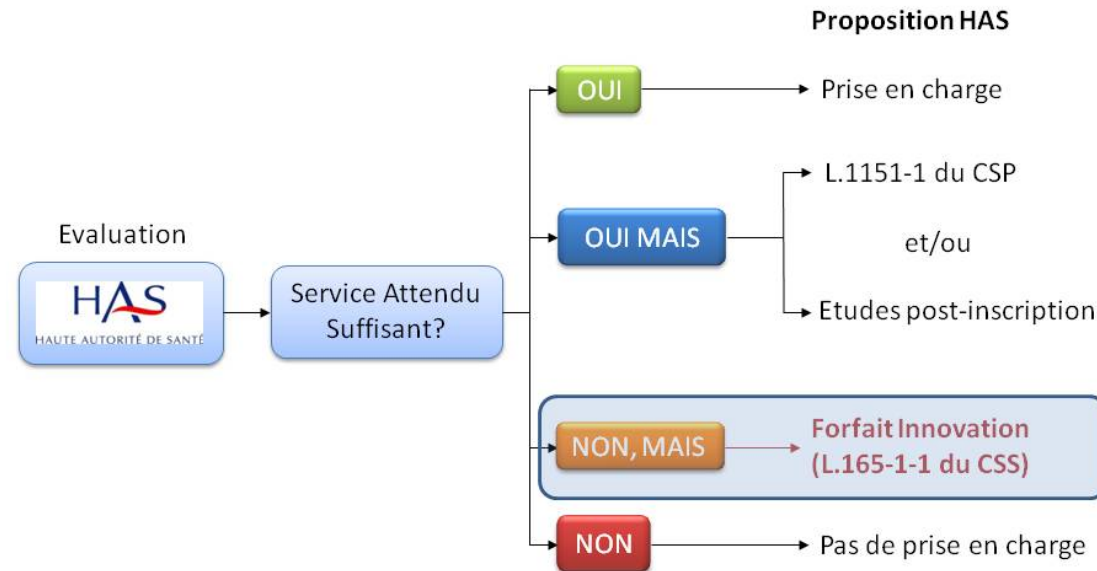 Proposition HAS
OUI
Prise en charge
L.1151-1 du CSP
OUI MAIS
et/ou
Etudes post-inscription
Evaluation
HAS
HAUTE AUTORITÉ DE SANTÉ
Service Attendu
Suffisant?
NON, MAIS
Forfait Innovation
(L.165-1-1 du CSS)
NON
Pas de prise en charge